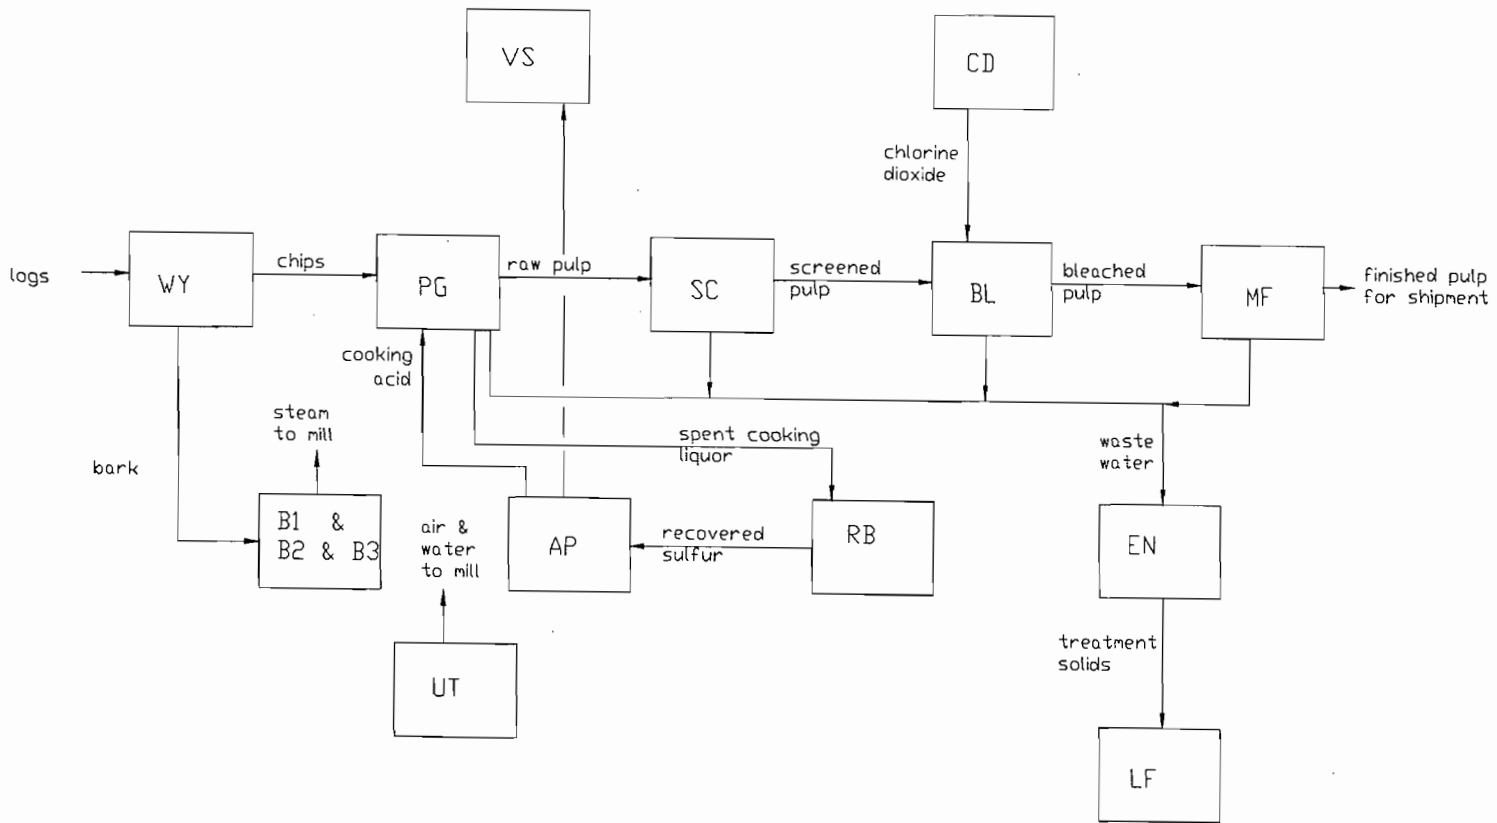 VS
CD
chlorine
dioxide
logs
WY
chips
PG
raw pulp
SC
screened
pulp
BL
bleached
pulp
MF
finished pulp
for shipment
cooking
acid
steam
to mill
bark
B1 &
B2 & B3
air &
water
to mill
UT
AP
spent cooking
liquor
recovered
sulfur
RB
waste
water
EN
treatment
solids
LF